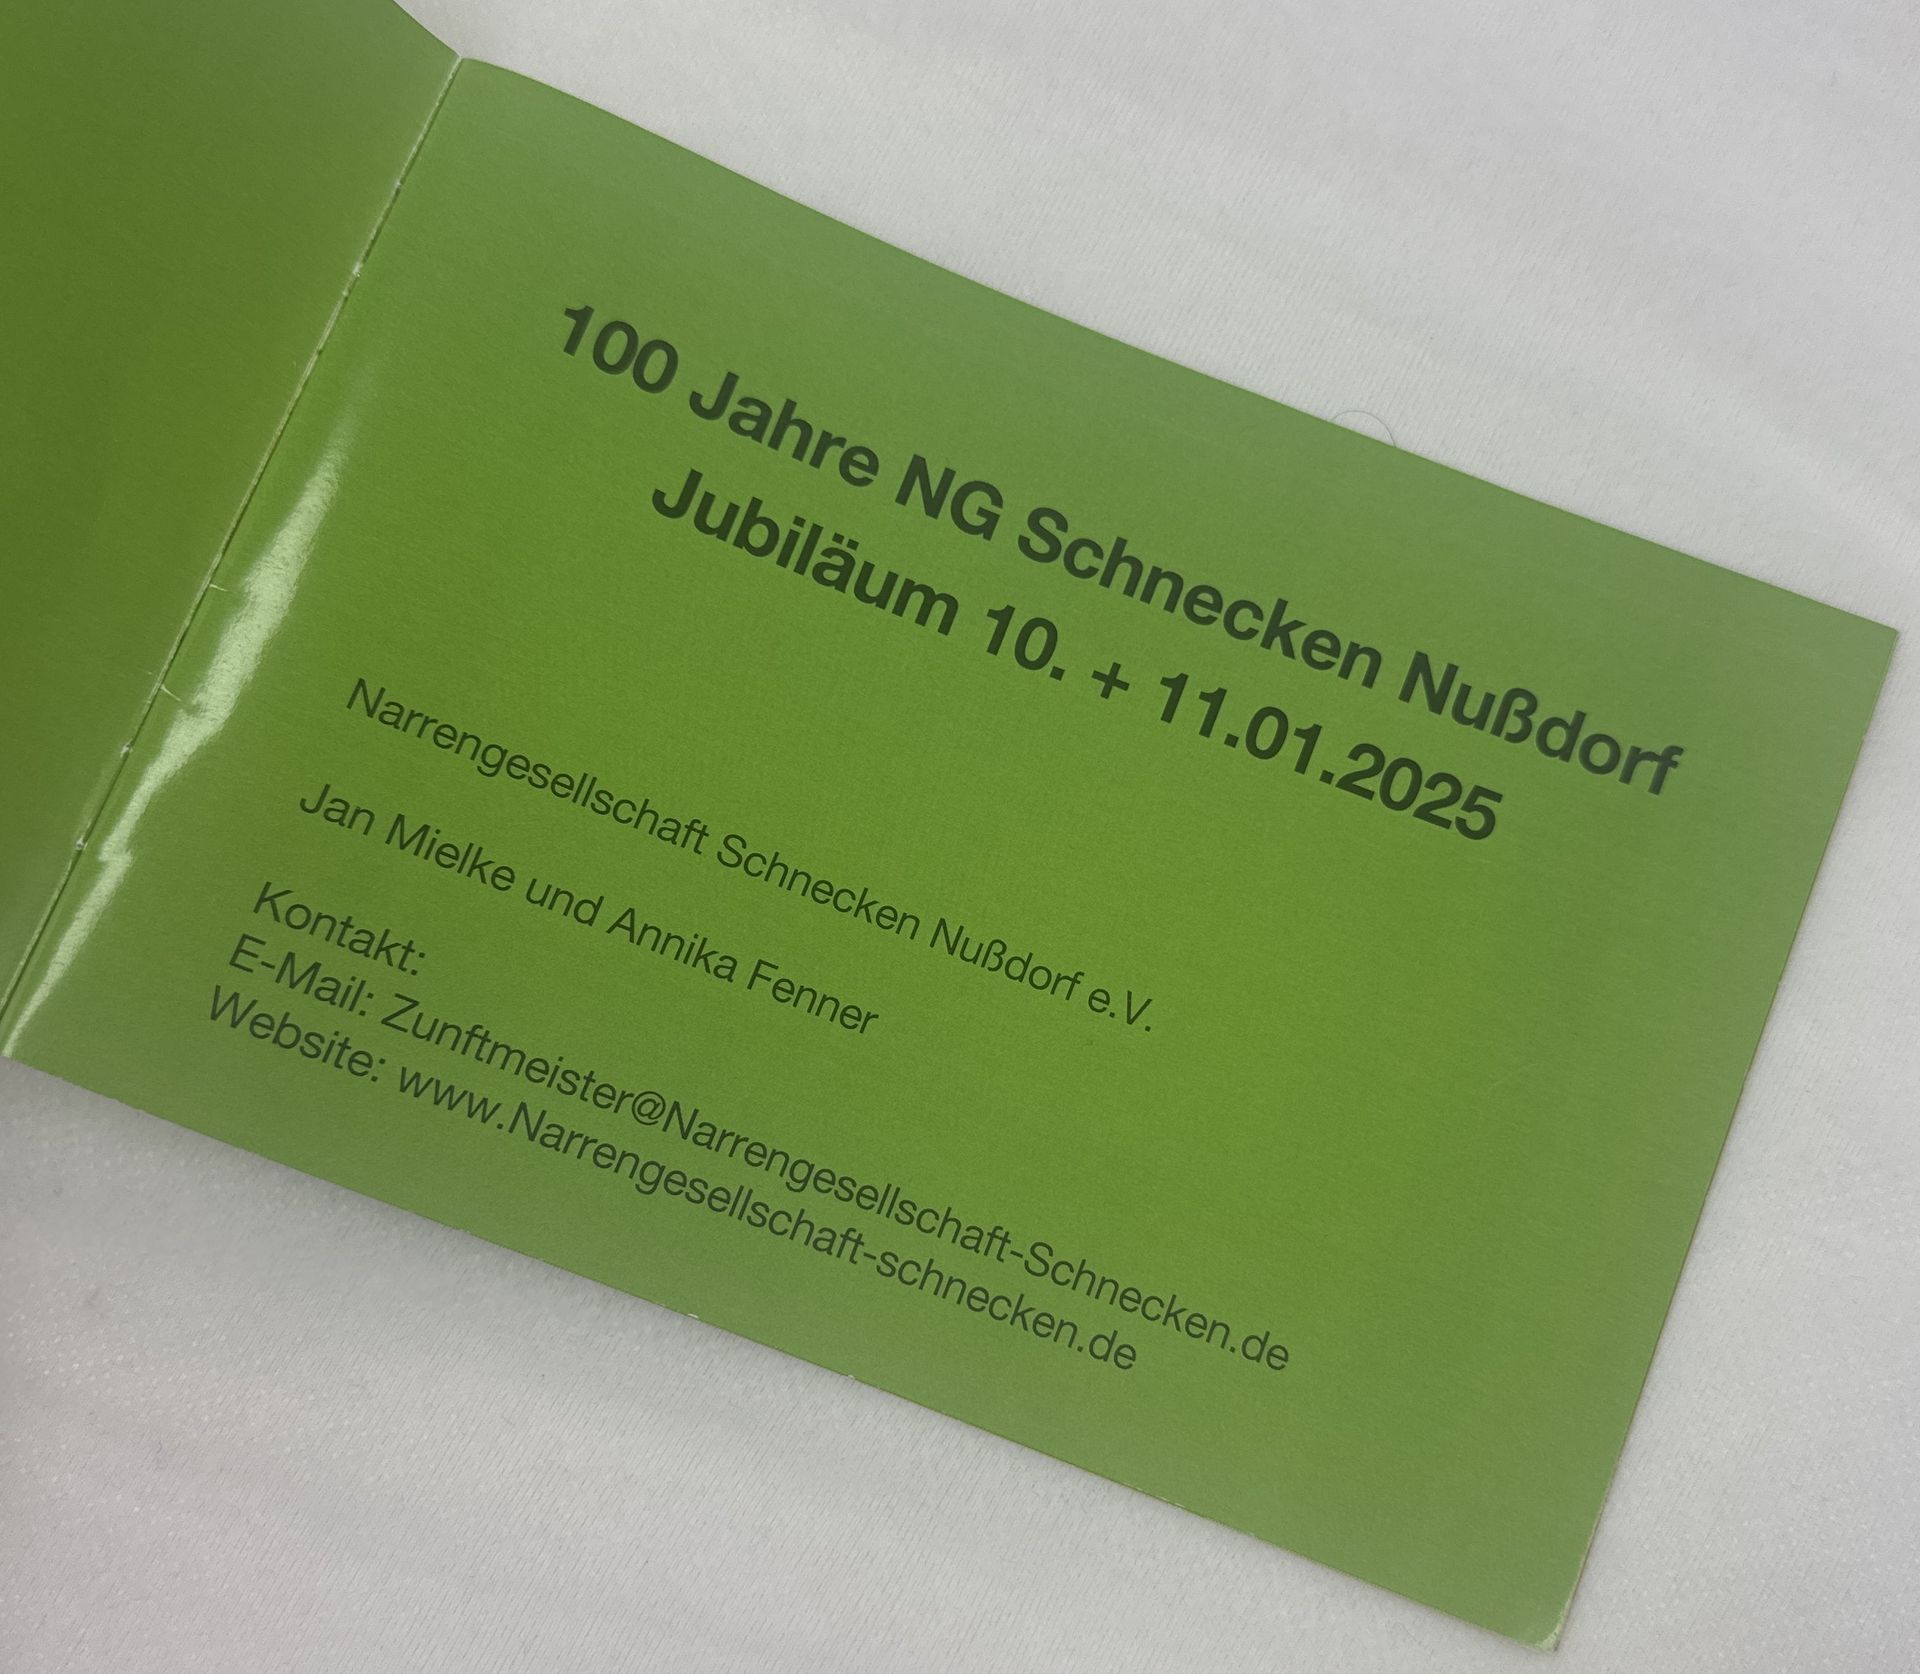 100 Jahre NG Schnecken Nußdorf
Jubiläum 10. + 11.01.2025
Narrengesellschaft Schnecken Nußdorf e.V.
Jan Mielke und Annika Fenner
Kontakt:
E-Mail: Zunftmeister@Narrengesellschaft-Schnecken.de
Website: www.Narrengesellschaft-schnecken.de